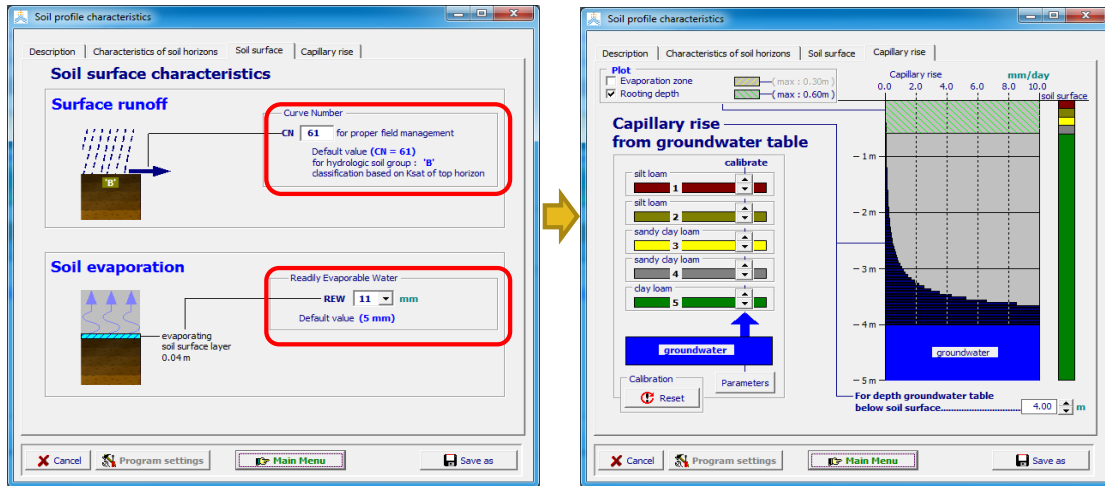 Soil profile characteristics
Description
Characteristics of soil horizons
Soil surface
Capillary rise
Soil surface characteristics
Surface runoff
Curve Number
CN 61 for proper field management
Default value (CN = 61)
for hydrologic soil group : 'B'
classification based on Ksat of top horizon
'B'
Soil evaporation
Readily Evaporable Water
REW 11 mm
Default value (5 mm)
evaporating
soil surface layer
0.04 m
Cancel
Program settings
Main Menu
Save as
Soil profile characteristics
Description
Characteristics of soil horizons
Soil surface
Capillary rise
Plot
Evaporation zone (max : 0.30m)
Rooting depth (max : 0.60m)
Capillary rise mm/day
0.0 2.0 4.0 6.0 8.0 10.0
soil surface
Capillary rise
from groundwater table
calibrate
silt loam
1
silt loam
2
sandy clay loam
3
sandy clay loam
4
clay loam
5
groundwater
Calibration
Reset
Parameters
- 1 m
- 2 m
- 3 m
- 4 m
- 5 m
groundwater
For depth groundwater table
below soil surface............................. 4.00 m
Cancel
Program settings
Main Menu
Save as